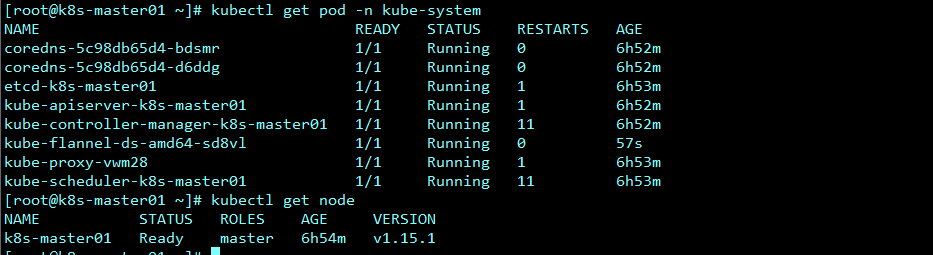 [root@k8s-master01 ~]# kubectl get pod -n kube-system
NAME READY STATUS RESTARTS AGE
coredns-5c98db65d4-bdsmr 1/1 Running 0 6h52m
coredns-5c98db65d4-d6ddg 1/1 Running 0 6h52m
etcd-k8s-master01 1/1 Running 1 6h53m
kube-apiserver-k8s-master01 1/1 Running 1 6h52m
kube-controller-manager-k8s-master01 1/1 Running 11 6h52m
kube-flannel-ds-amd64-sd8vl 1/1 Running 0 57s
kube-proxy-vwm28 1/1 Running 1 6h53m
kube-scheduler-k8s-master01 1/1 Running 11 6h53m
[root@k8s-master01 ~]# kubectl get node
NAME STATUS ROLES AGE VERSION
k8s-master01 Ready master 6h54m v1.15.1
[root@k8s-master01 ~]#